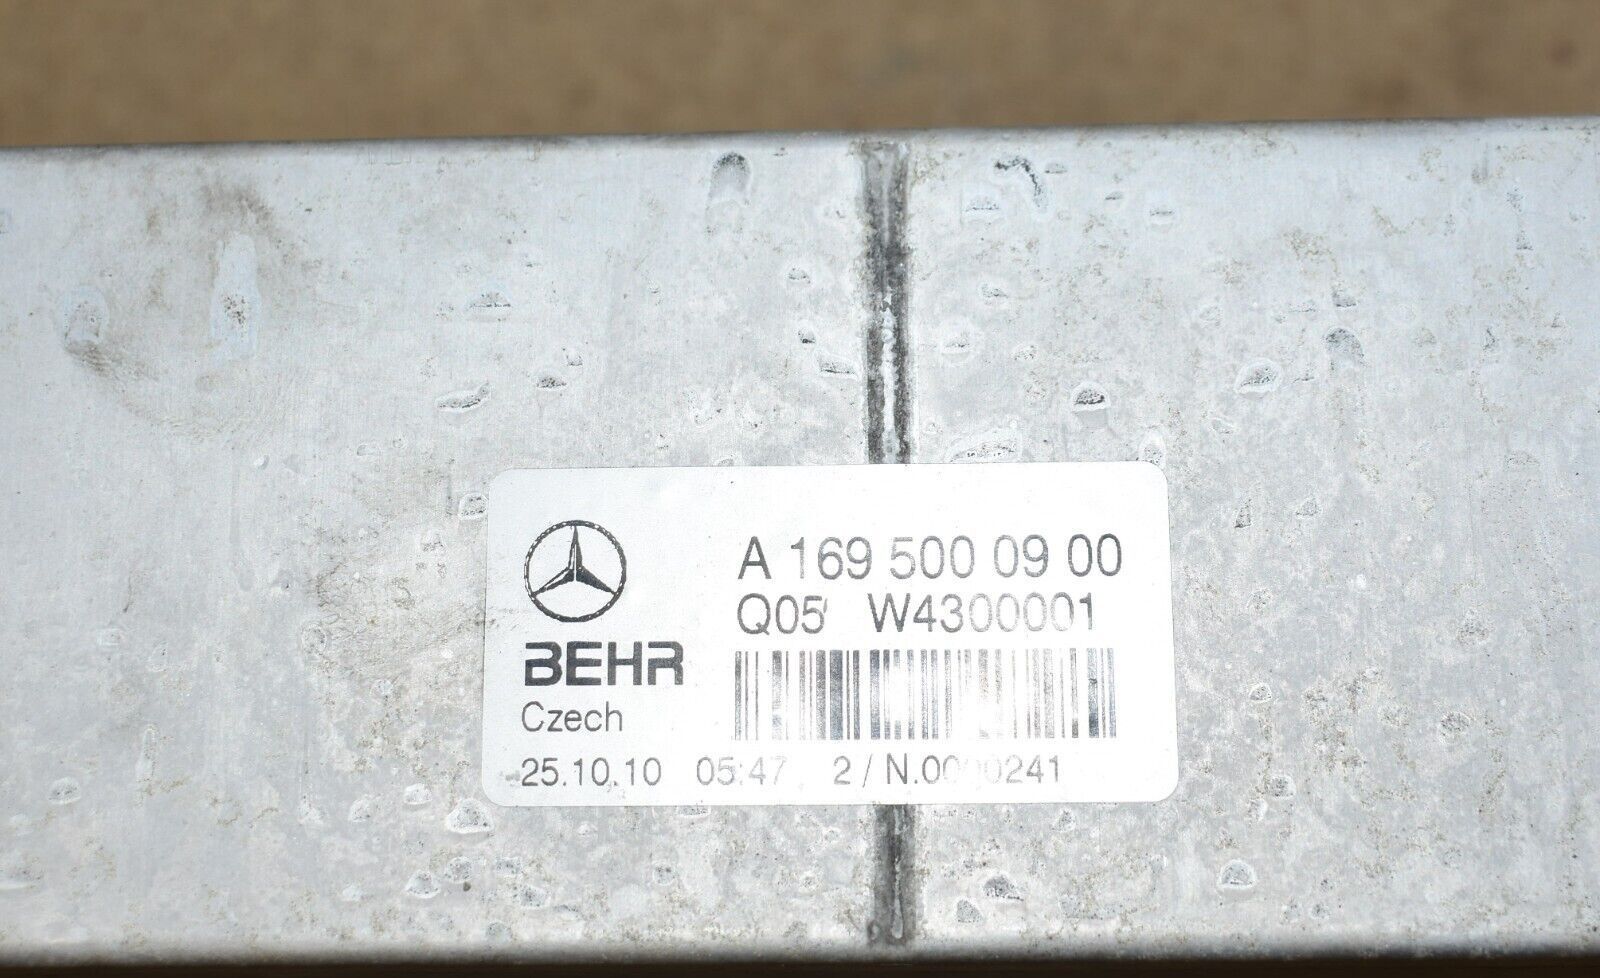 A 169 500 09 00
Q05 W4300001
BEHR
Czech
25.10.10 05:47 2 / N.0000241